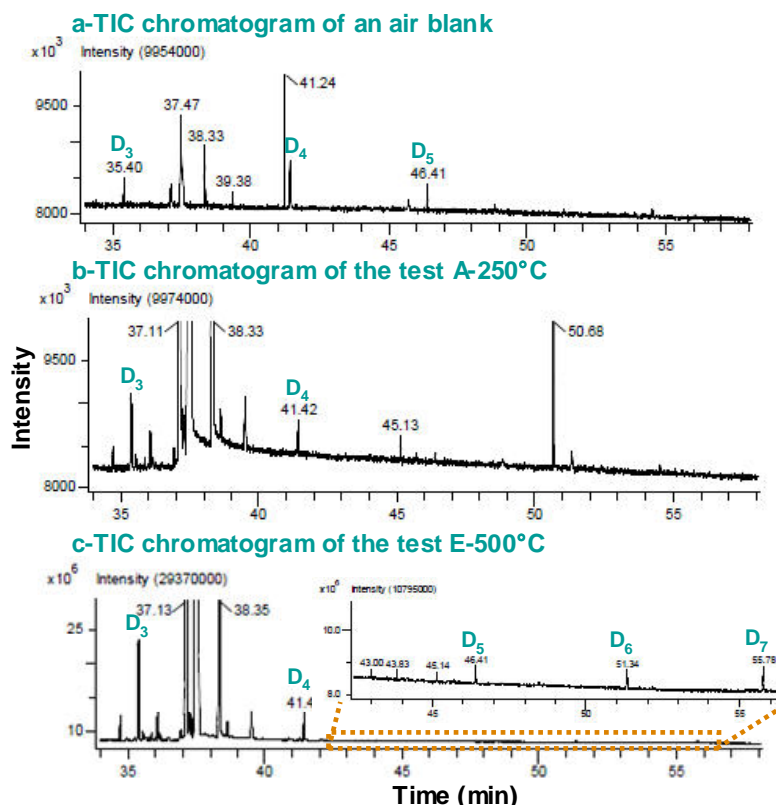 a-TIC chromatogram of an air blank
x10³ Intensity (9954000)
41.24
9500
37.47
38.33
D₃ D₄ D₅
35.40 39.38 46.41
8000
35 40 45 50 55
b-TIC chromatogram of the test A-250°C
x10³ Intensity (9974000)
37.11 38.33 50.68
9500
D₃ D₄
41.42
45.13
8000
35 40 45 50 55
Intensity
c-TIC chromatogram of the test E-500°C
x10⁶ Intensity (29370000)
37.13 38.35
25
D₃
D₄
41.4
10
x10⁶ Intensity (10795000)
10.0
D₅ D₆ D₇
43.00 43.83 45.14 46.41 51.34 55.78
8.0
45 50 55
35 40 45 50 55
Time (min)